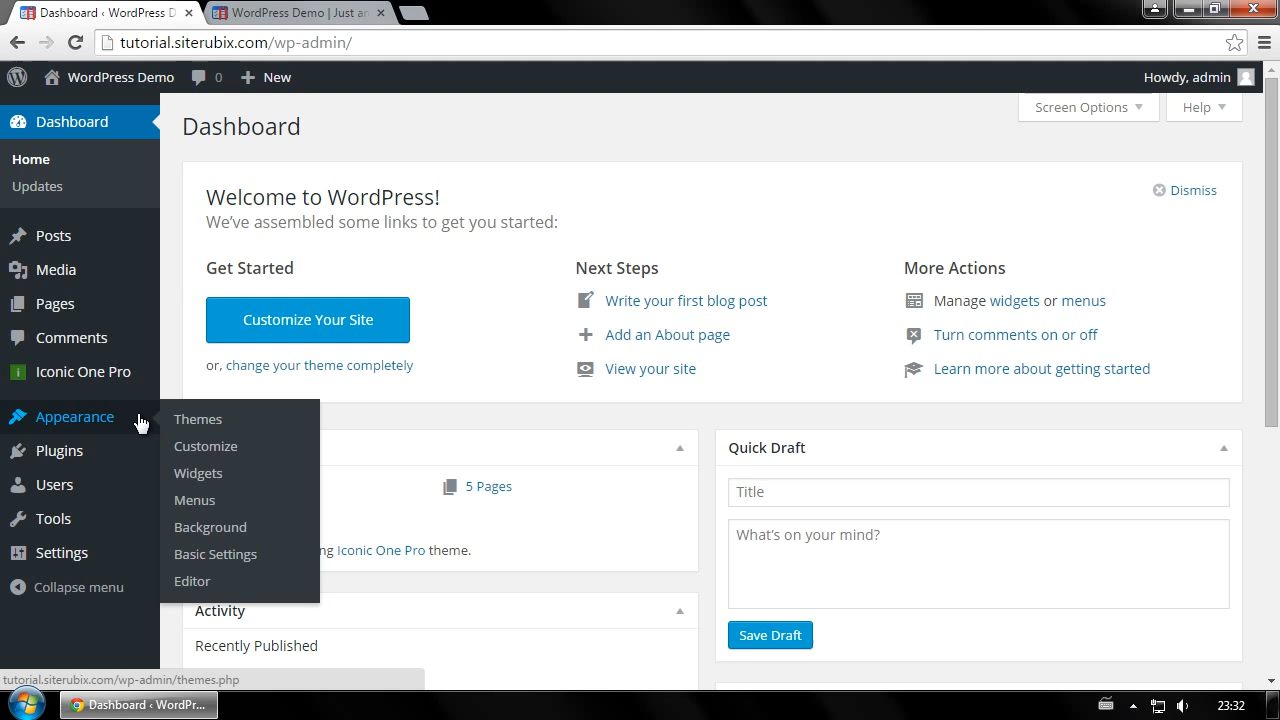 Dashboard ‹ WordPress D
WordPress Demo | Just an
tutorial.siterubix.com/wp-admin/
WordPress Demo
0
New
Howdy, admin
Dashboard
Home
Updates
Posts
Media
Pages
Comments
Iconic One Pro
Appearance
Plugins
Users
Tools
Settings
Collapse menu
Themes
Customize
Widgets
Menus
Background
Basic Settings
Editor
Screen Options
Help
Dashboard
Welcome to WordPress!
We've assembled some links to get you started:
Dismiss
Get Started
Customize Your Site
or, change your theme completely
Next Steps
Write your first blog post
Add an About page
View your site
More Actions
Manage widgets or menus
Turn comments on or off
Learn more about getting started
5 Pages
ng Iconic One Pro theme.
Activity
Recently Published
Quick Draft
Title
What's on your mind?
Save Draft
tutorial.siterubix.com/wp-admin/themes.php
Dashboard ‹ WordPr...
23:32